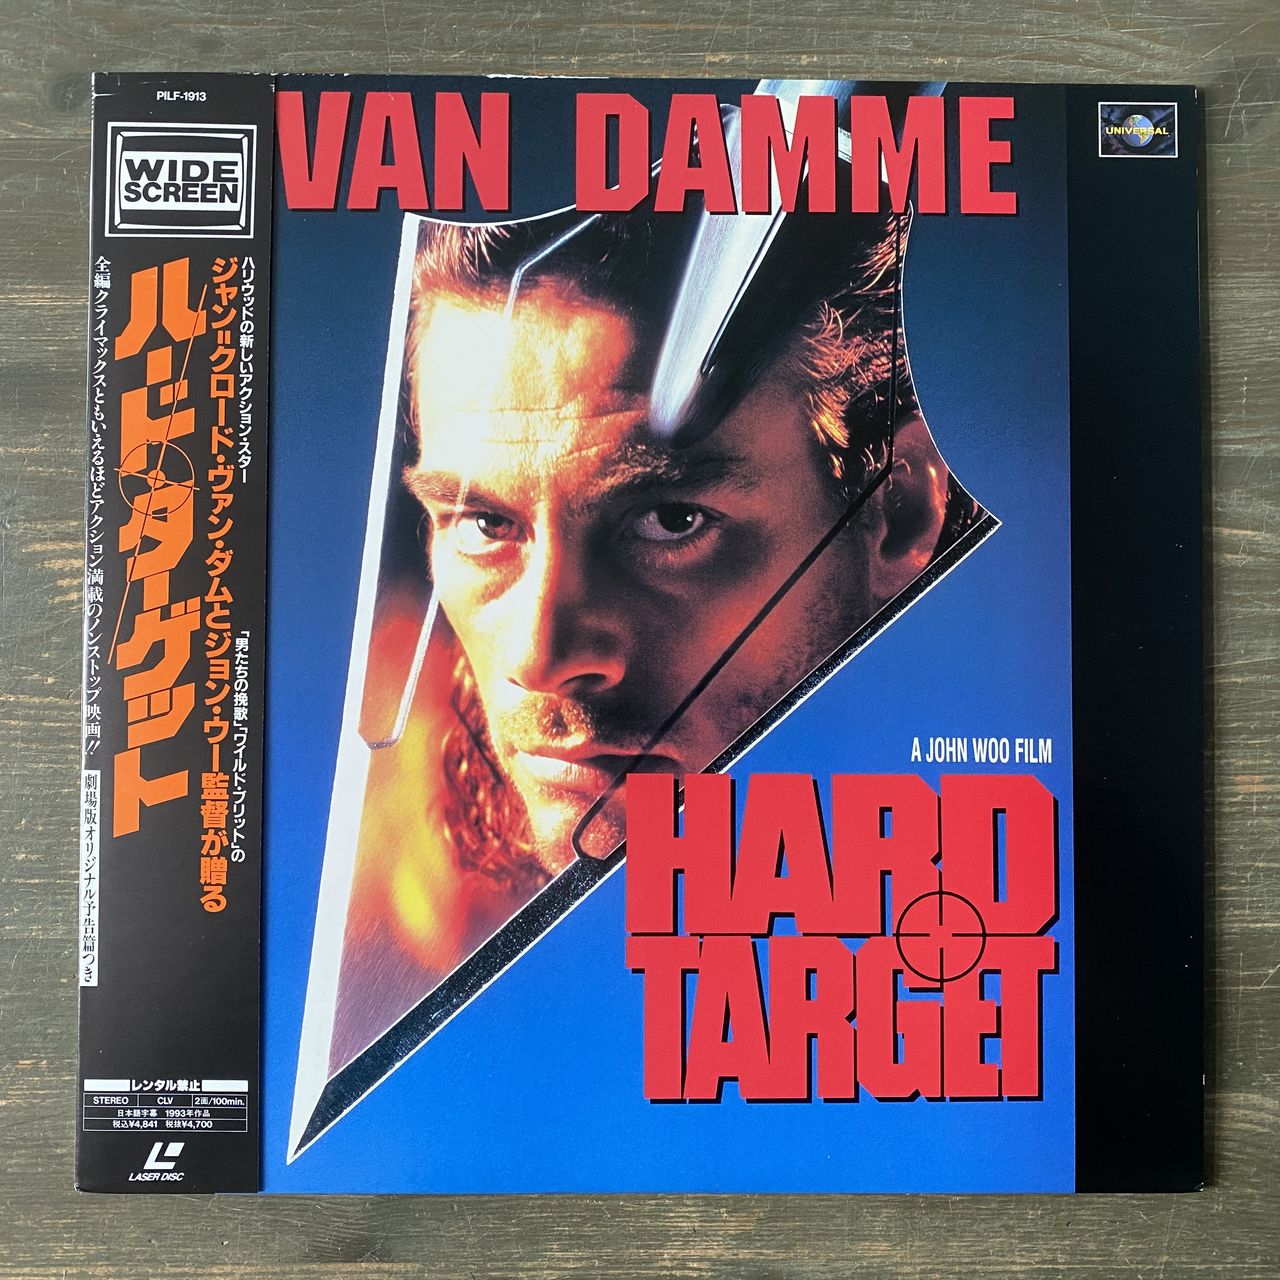 PILF-1913
WIDE
SCREEN
ハリウッドの新しいアクション・スター
ジャン=クロード・ヴァン・ダムとジョン・ウー監督が贈る
「男たちの挽歌」「ワイルド・ブリット」の
ハード・ターゲット
全編クライマックスともいえるほどアクション満載のノンストップ映画!!
劇場版オリジナル予告篇つき
レンタル禁止
STEREO CLV 2面/100min.
日本語字幕 1993年作品
税込¥4,841 税抜¥4,700
LASER DISC
VAN DAMME
UNIVERSAL
A JOHN WOO FILM
HARD
TARGET